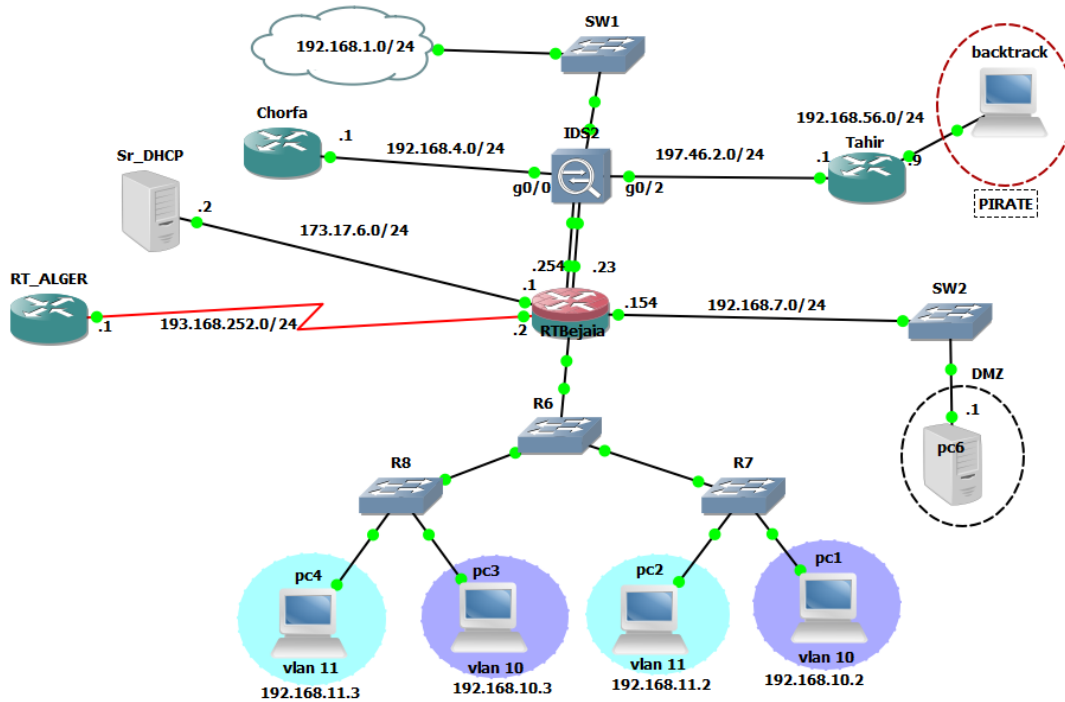 SW1
192.168.1.0/24
backtrack
Chorfa
.1
192.168.4.0/24
IDS2
g0/0
g0/2
197.46.2.0/24
192.168.56.0/24
Tahir
.1
.9
PIRATE
Sr_DHCP
.2
173.17.6.0/24
RT_ALGER
.1
193.168.252.0/24
.254
.23
.1
.2
RTBejaia
.154
192.168.7.0/24
SW2
DMZ
.1
pc6
R6
R8
R7
pc4
vlan 11
192.168.11.3
pc3
vlan 10
192.168.10.3
pc2
vlan 11
192.168.11.2
pc1
vlan 10
192.168.10.2